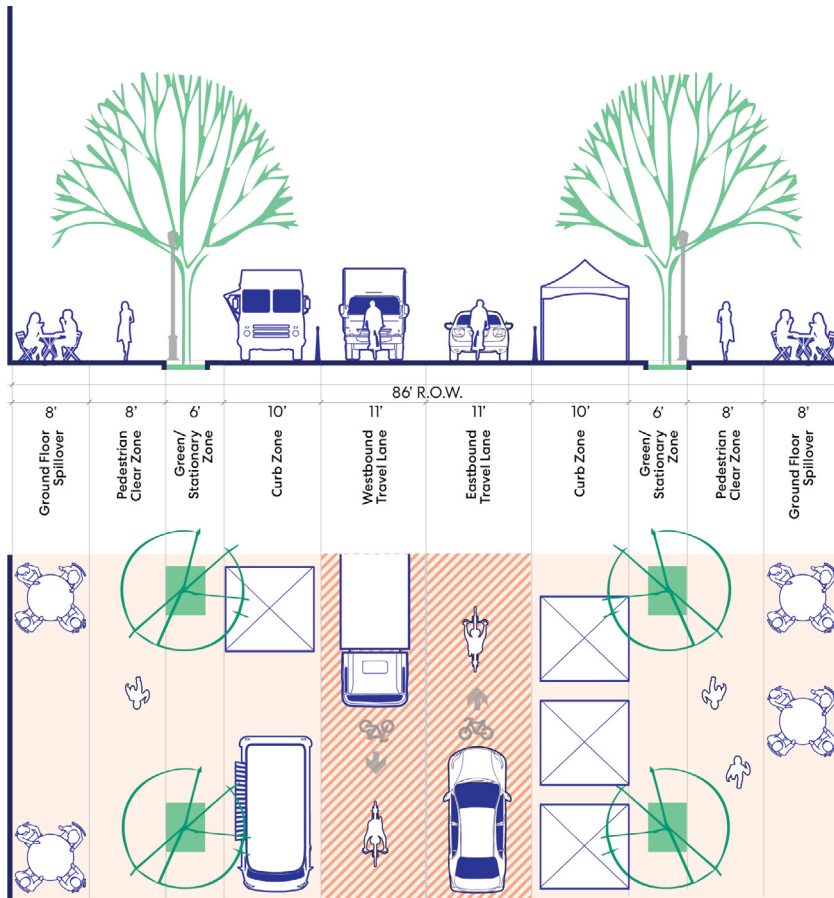 86' R.O.W.
8'
8'
6'
10'
11'
11'
10'
6'
8'
8'
Ground Floor
Spillover
Pedestrian
Clear Zone
Green/
Stationary
Zone
Curb Zone
Westbound
Travel Lane
Eastbound
Travel Lane
Curb Zone
Green/
Stationary
Zone
Pedestrian
Clear Zone
Ground Floor
Spillover